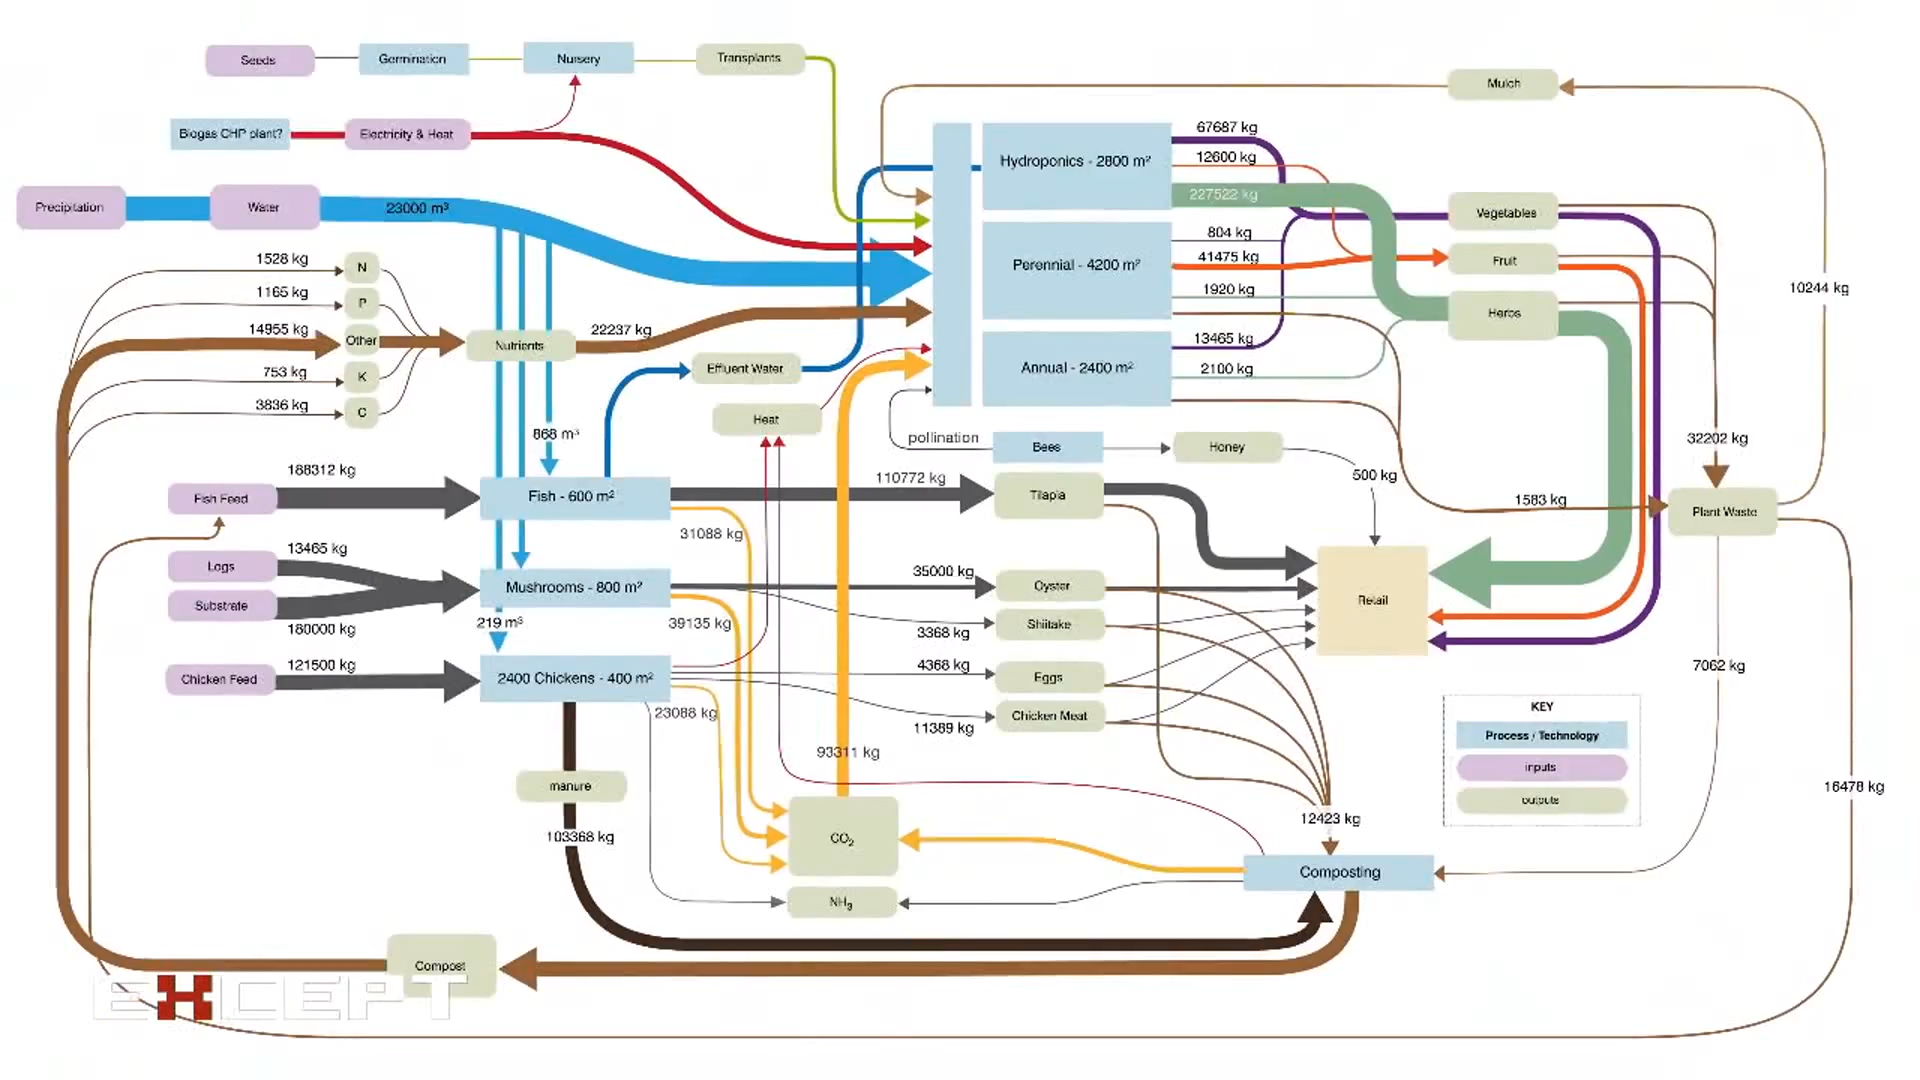 Seeds
Germination
Nursery
Transplants
Mulch
Biogas CHP plant?
Electricity & Heat
67687 kg
12600 kg
Hydroponics - 2800 m²
227522 kg
Precipitation
Water
23000 m³
Vegetables
804 kg
41475 kg
Perennial - 4200 m²
1920 kg
Fruit
Herbs
10244 kg
1528 kg
N
1165 kg
P
14955 kg
Other
753 kg
K
3836 kg
C
Nutrients
22237 kg
Effluent Water
13465 kg
Annual - 2400 m²
2100 kg
Heat
868 m³
pollination
Bees
Honey
500 kg
32202 kg
188312 kg
Fish Feed
Fish - 600 m²
110772 kg
Tilapia
1583 kg
Plant Waste
31088 kg
13465 kg
Logs
Substrate
180000 kg
Mushrooms - 800 m²
219 m³
39135 kg
35000 kg
Oyster
3368 kg
Shiitake
Retail
121500 kg
Chicken Feed
2400 Chickens - 400 m²
4368 kg
Eggs
11389 kg
Chicken Meat
23088 kg
7062 kg
KEY
Process / Technology
inputs
outputs
93311 kg
manure
103368 kg
16478 kg
12423 kg
CO₂
Composting
NH₃
Compost
EXCEPT